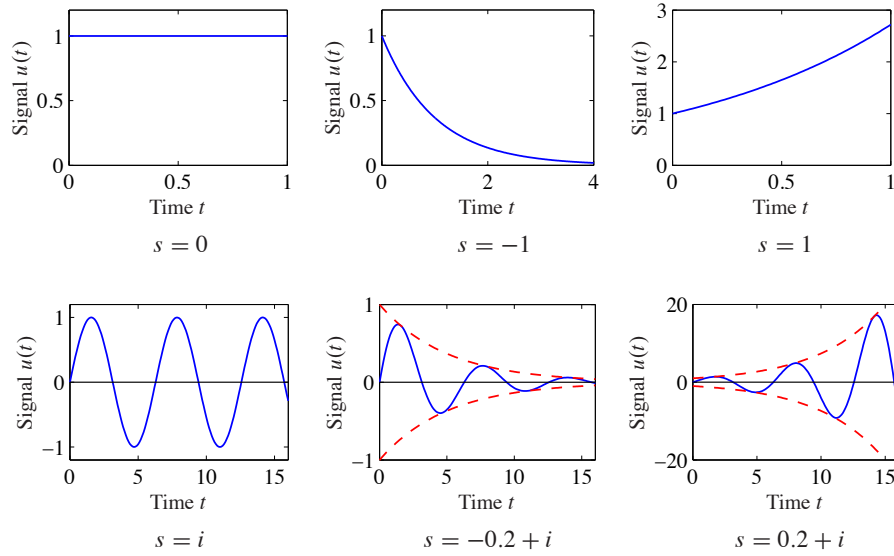 Signal u(t)
1
0.5
0
0
0.5
1
Time t
s = 0
Signal u(t)
1
0.5
0
0
2
4
Time t
s = −1
Signal u(t)
3
2
1
0
0
0.5
1
Time t
s = 1
Signal u(t)
1
0
−1
0
5
10
15
Time t
s = i
Signal u(t)
1
0
−1
0
5
10
15
Time t
s = −0.2 + i
Signal u(t)
20
0
−20
0
5
10
15
Time t
s = 0.2 + i